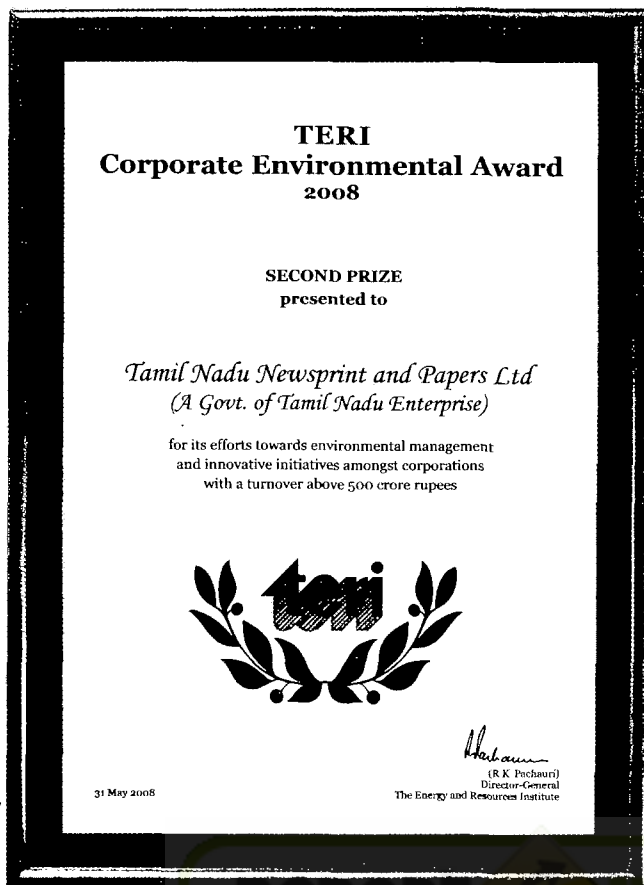 TERI
Corporate Environmental Award
2008
SECOND PRIZE
presented to
Tamil Nadu Newsprint and Papers Ltd
(A Govt. of Tamil Nadu Enterprise)
for its efforts towards environmental management
and innovative initiatives amongst corporations
with a turnover above 500 crore rupees
teri
(R K Pachauri)
Director-General
31 May 2008
The Energy and Resources Institute